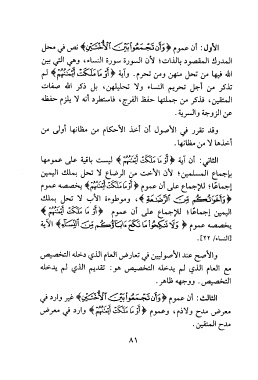 الأول: أن عموم ﴿وَأَن تَجْمَعُوا بَيْنَ الْأُخْتَيْنِ﴾ نص في محل
المدرك المقصود بالذات؛ لأن السورة سورة النساء، وهي التي بين
الله فيها من تحل منهن ومن تحرم. وآية ﴿أَوْ مَا مَلَكَتْ أَيْمَانُهُمْ﴾ لم
تذكر من أجل تحريم النساء ولا تحليلهن، بل ذكر الله صفات
المتقين، فذكر من جملتها حفظ الفرج، فاستطرد أنه لا يلزم حفظه
عن الزوجة والسرية.
وقد تقرر في الأصول أن أخذ الأحكام من مظانها أولى من
أخذها لا من مظانها.
الثاني: أن آية ﴿أَوْ مَا مَلَكَتْ أَيْمَانُهُمْ﴾ ليست باقية على عمومها
بإجماع المسلمين؛ لأن الأخت من الرضاع لا تحل بملك اليمين
إجماعًا؛ للإجماع على أن عموم ﴿أَوْ مَا مَلَكَتْ أَيْمَانُهُمْ﴾ يخصصه عموم
﴿وَأَخَوَاتُكُم مِّنَ الرَّضَاعَةِ﴾، وموطوءة الأب لا تحل بملك
اليمين إجماعًا؛ للإجماع على أن عموم ﴿أَوْ مَا مَلَكَتْ أَيْمَانُهُمْ﴾
يخصصه عموم ﴿وَلَا تَنكِحُوا مَا نَكَحَ آبَاؤُكُم مِّنَ النِّسَاءِ﴾ الآية
[النساء/ ٢٢].
والأصح عند الأصوليين في تعارض العام الذي دخله التخصيص
مع العام الذي لم يدخله التخصيص هو: تقديم الذي لم يدخله
التخصيص. ووجهه ظاهر.
الثالث: أن عموم ﴿وَأَن تَجْمَعُوا بَيْنَ الْأُخْتَيْنِ﴾ غير وارد في
معرض مدح ولاذم، وعموم ﴿أَوْ مَا مَلَكَتْ أَيْمَانُهُمْ﴾ وارد في معرض
مدح المتقين.
٨١